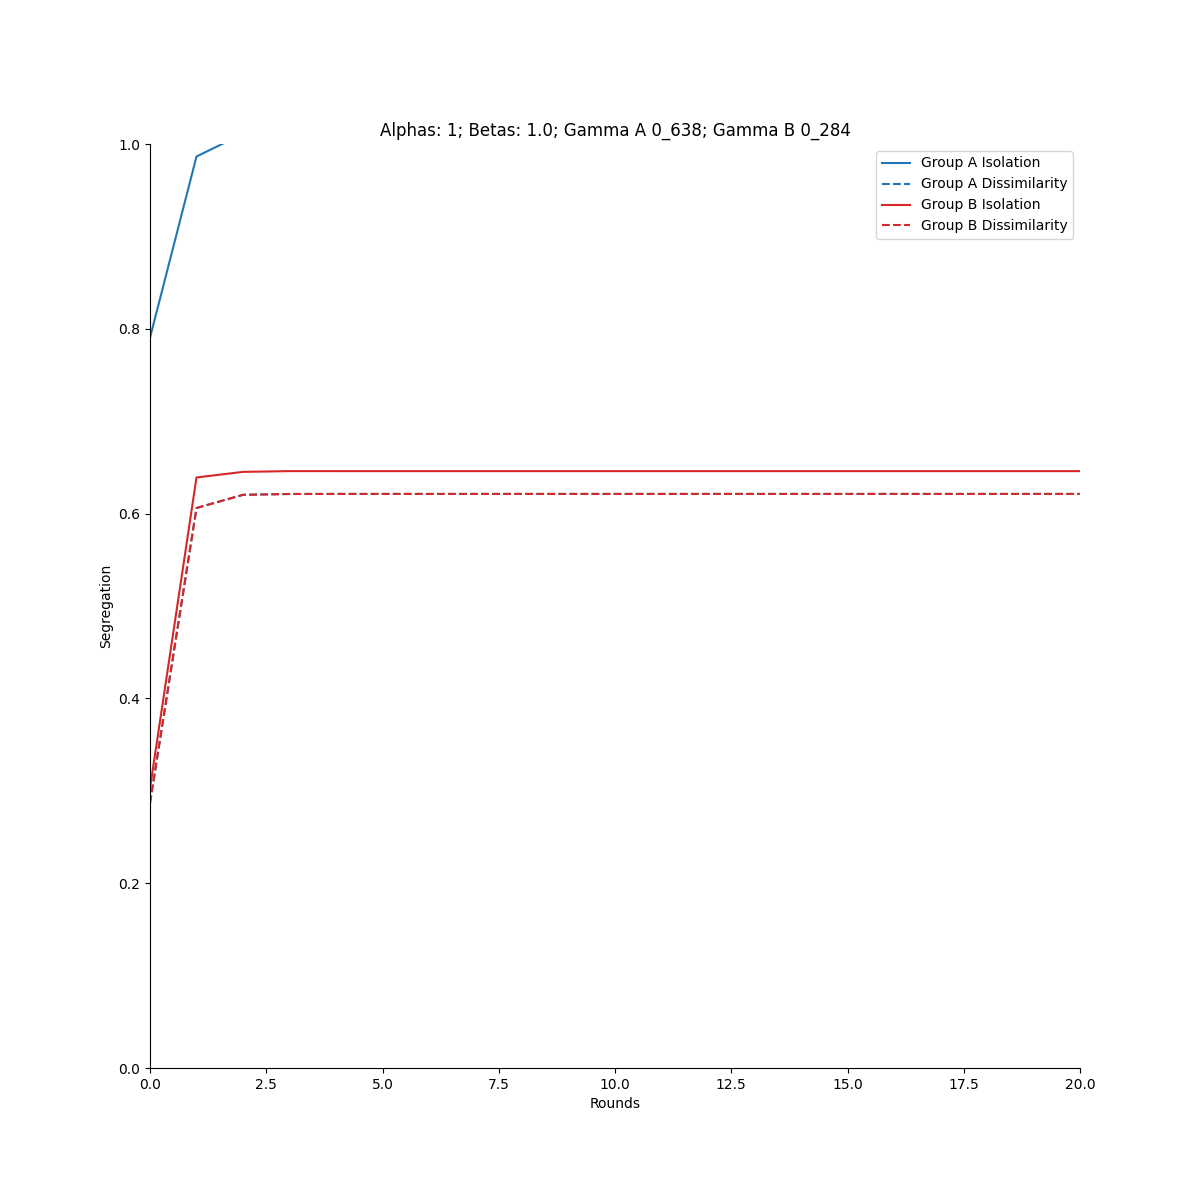 Alphas: 1; Betas: 1.0; Gamma A 0_638; Gamma B 0_284
Group A Isolation
Group A Dissimilarity
Group B Isolation
Group B Dissimilarity
1.0
0.8
0.6
0.4
0.2
0.0
Segregation
0.0 2.5 5.0 7.5 10.0 12.5 15.0 17.5 20.0
Rounds